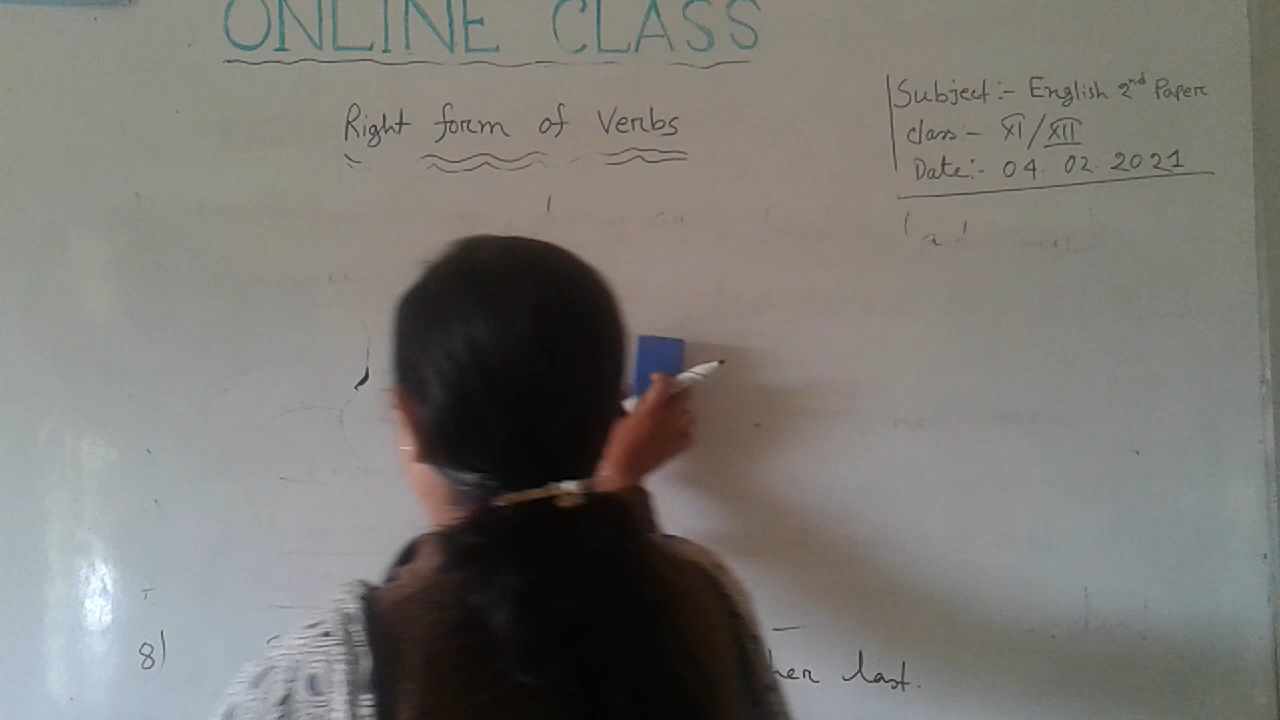 ONLINE CLASS
Right form of Verbs
Subject:- English 2nd Paper
class:- XI/XII
Date:- 04. 02. 2021
'a'
8)
last.